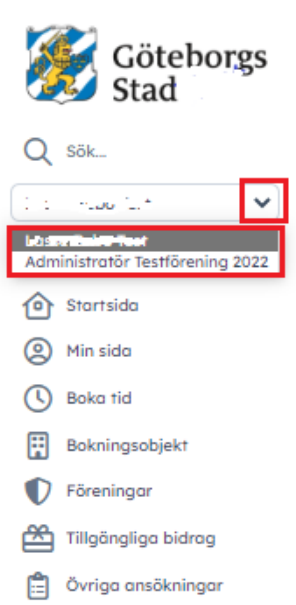 Göteborgs
Stad
Sök...
Administratör Testförening 2022
Startsida
Min sida
Boka tid
Bokningsobjekt
Föreningar
Tillgängliga bidrag
Övriga ansökningar